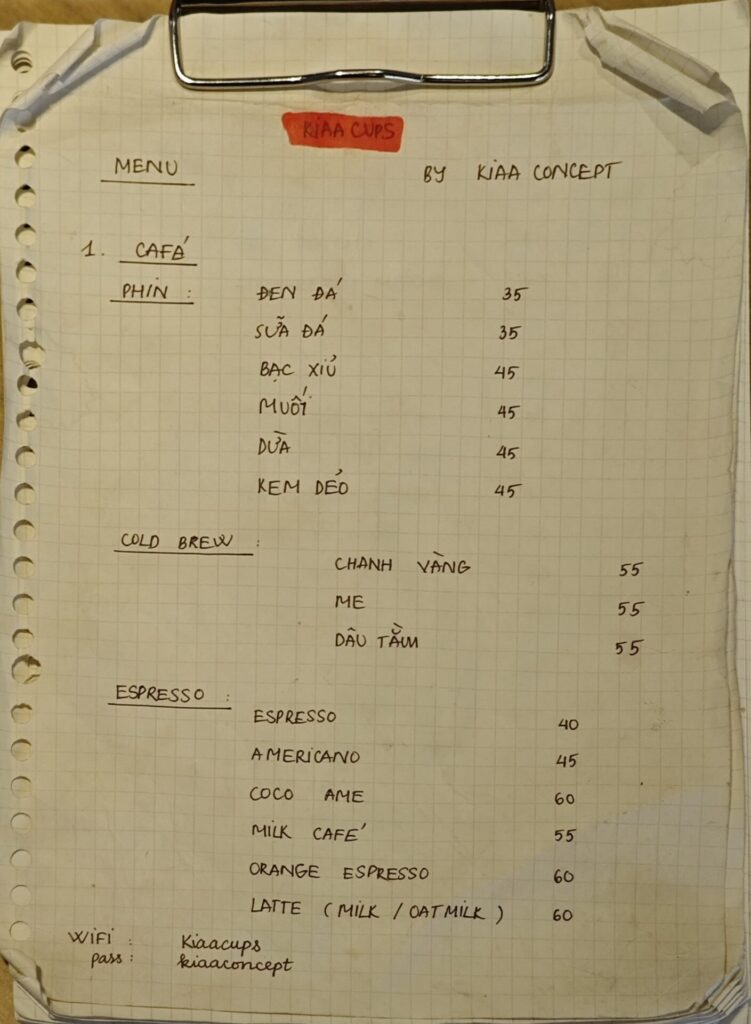 KIAA CUPS
MENU BY KIAA CONCEPT
1. CAFÁ
PHIN : ĐEN ĐÁ 35
SỮA ĐÁ 35
BẠC XỈU 45
MUỐI 45
DỪA 45
KEM DẺO 45
COLD BREW :
CHANH VÀNG 55
ME 55
DÂU TẰM 55
ESPRESSO :
ESPRESSO 40
AMERICANO 45
COCO AME 60
MILK CAFÉ 55
ORANGE ESPRESSO 60
LATTE ( MILK / OATMILK ) 60
WIFI : Kiaacups
pass : kiaaconcept